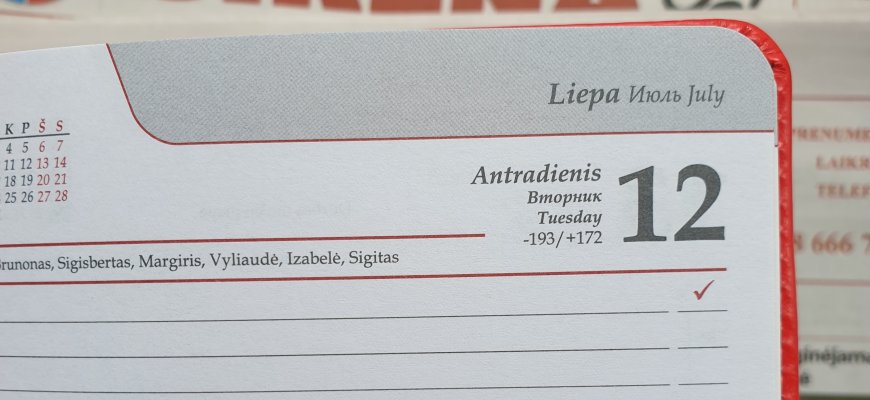 Liepa Июль July
K P Š S
4 5 6 7
11 12 13 14
18 19 20 21
25 26 27 28
Antradienis
Вторник
Tuesday
-193/+172
12
Sigisbertas, Margiris, Vyliaudė, Izabelė, Sigitas
666